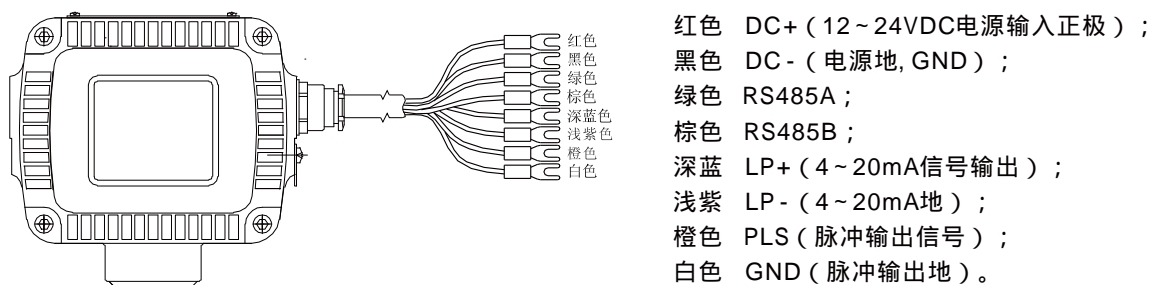 红色
黑色
绿色
棕色
深蓝色
浅紫色
橙色
白色
红色 DC+（12~24VDC电源输入正极）；
黑色 DC-（电源地, GND）；
绿色 RS485A；
棕色 RS485B；
深蓝 LP+（4~20mA信号输出）；
浅紫 LP-（4~20mA地）；
橙色 PLS（脉冲输出信号）；
白色 GND（脉冲输出地）。